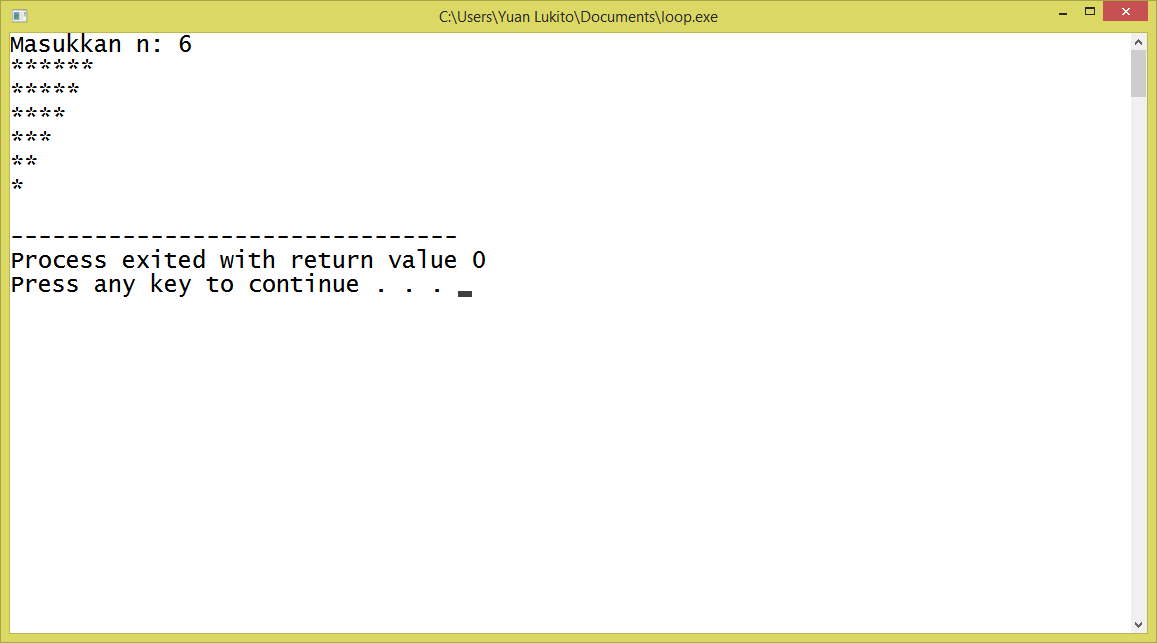 C:\Users\Yuan Lukito\Documents\loop.exe
Masukkan n: 6
******
*****
****
***
**
*
--------------------------------
Process exited with return value 0
Press any key to continue . . . _